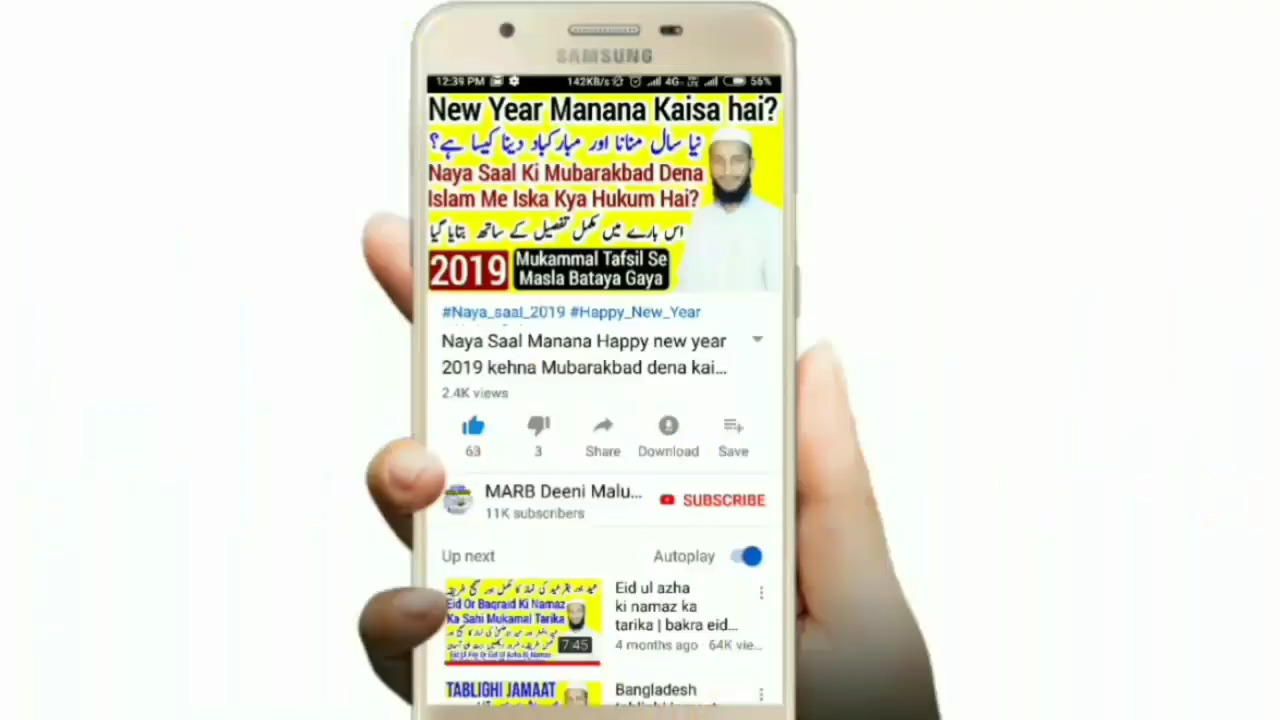 SAMSUNG
12:39 PM 142KB/s 4G 56%
New Year Manana Kaisa hai?
نیا سال منانا اور مبارکباد دینا کیسا ہے؟
Naya Saal Ki Mubarakbad Dena
Islam Me Iska Kya Hukum Hai?
اس بارے میں مکمل تفصیل کے ساتھ بتایا گیا
2019
Mukammal Tafsil Se
Masla Bataya Gaya
#Naya_saal_2019 #Happy_New_Year
Naya Saal Manana Happy new year
2019 kehna Mubarakbad dena kai...
2.4K views
63 3 Share Download Save
MARB Deeni Malu...
11K subscribers
SUBSCRIBE
Up next Autoplay
Eid Or Baqraid Ki Namaz
Ka Sahi Mukamal Tarika
7:45
Eid ul azha
ki namaz ka
tarika | bakra eid...
4 months ago · 64K vie...
TABLIGHI JAMAAT
Bangladesh